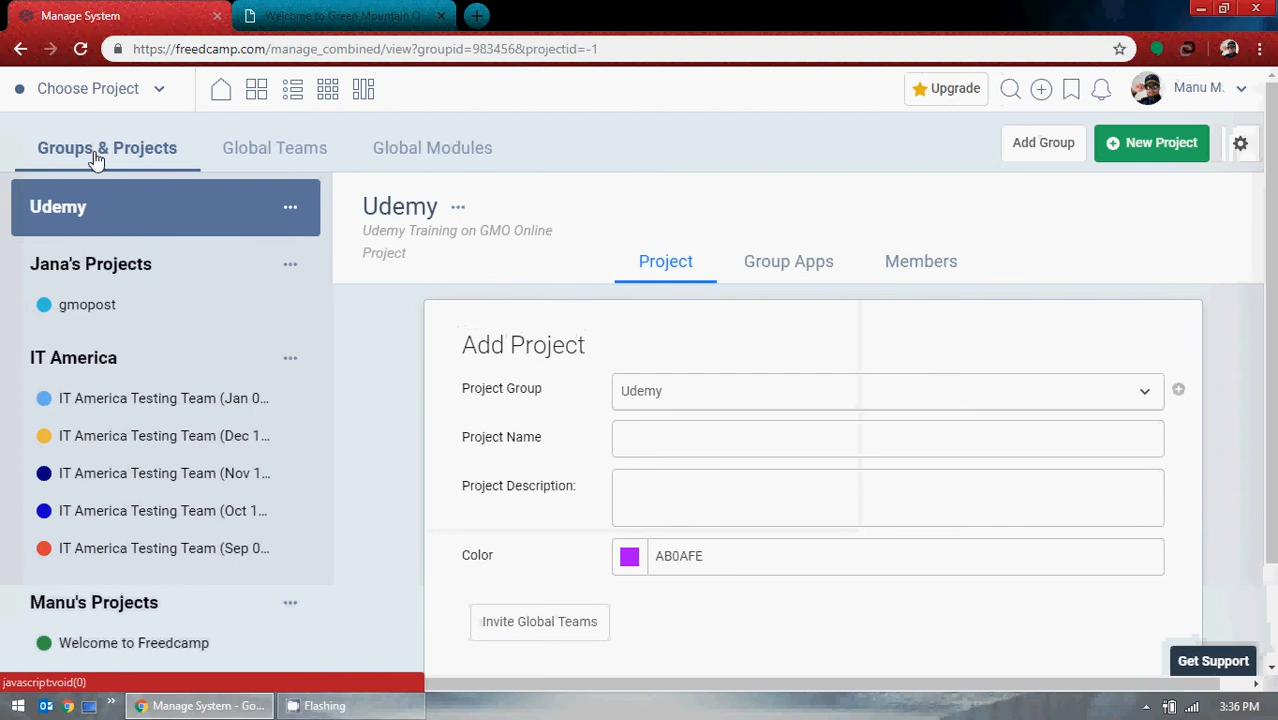 Manage System
Welcome to Green Mountain O
https://freedcamp.com/manage_combined/view?groupid=983456&projectid=-1
Choose Project
Upgrade
Manu M.
Groups & Projects
Global Teams
Global Modules
Add Group
New Project
Udemy
Jana's Projects
gmopost
IT America
IT America Testing Team (Jan 0...
IT America Testing Team (Dec 1...
IT America Testing Team (Nov 1...
IT America Testing Team (Oct 1...
IT America Testing Team (Sep 0...
Manu's Projects
Welcome to Freedcamp
Udemy
Udemy Training on GMO Online
Project
Project
Group Apps
Members
Add Project
Project Group
Udemy
Project Name
Project Description:
Color
AB0AFE
Invite Global Teams
Get Support
javascript:void(0)
Manage System - Go...
Flashing
3:36 PM